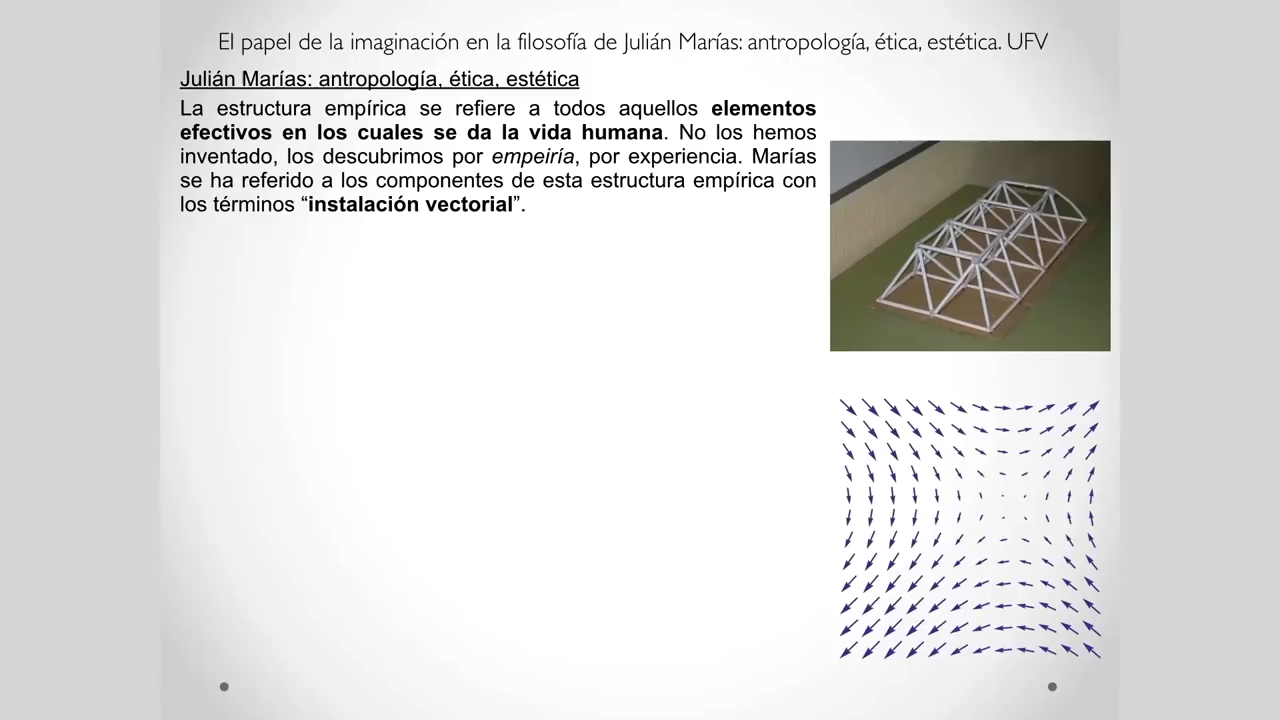 El papel de la imaginación en la filosofía de Julián Marías: antropología, ética, estética. UFV
Julián Marías: antropología, ética, estética
La estructura empírica se refiere a todos aquellos elementos
efectivos en los cuales se da la vida humana. No los hemos
inventado, los descubrimos por empeiría, por experiencia. Marías
se ha referido a los componentes de esta estructura empírica con
los términos “instalación vectorial”.